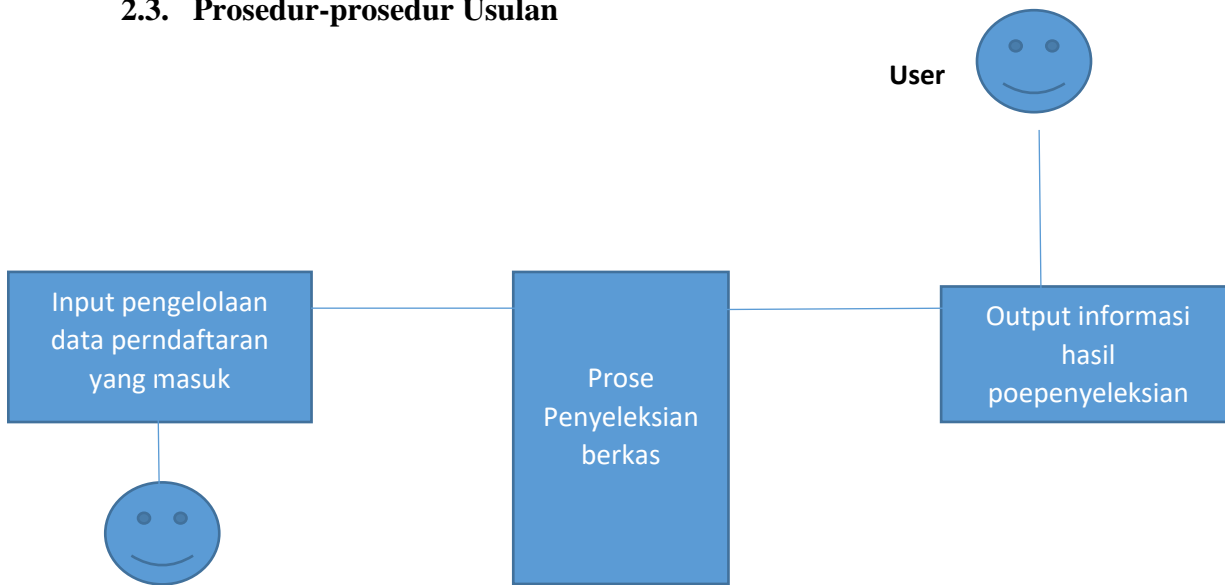 2.3. Prosedur-prosedur Usulan
User
Input pengelolaan
data perndaftaran
yang masuk
Prose
Penyeleksian
berkas
Output informasi
hasil
poepenyeleksian